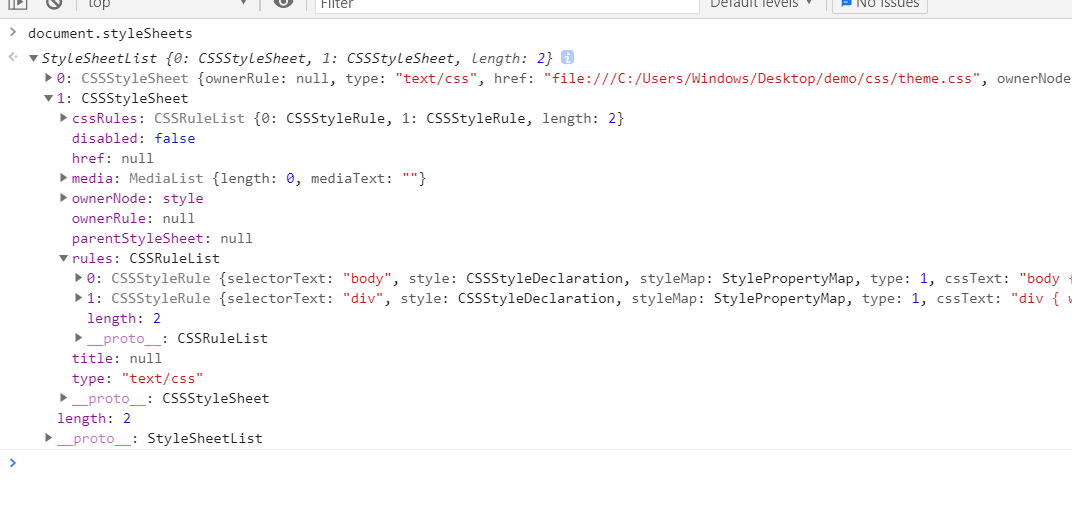 top Filter Default levels No Issues
> document.styleSheets
StyleSheetList {0: CSSStyleSheet, 1: CSSStyleSheet, length: 2} i
0: CSSStyleSheet {ownerRule: null, type: "text/css", href: "file:///C:/Users/Windows/Desktop/demo/css/theme.css", ownerNode
1: CSSStyleSheet
cssRules: CSSRuleList {0: CSSStyleRule, 1: CSSStyleRule, length: 2}
disabled: false
href: null
media: MediaList {length: 0, mediaText: ""}
ownerNode: style
ownerRule: null
parentStyleSheet: null
rules: CSSRuleList
0: CSSStyleRule {selectorText: "body", style: CSSStyleDeclaration, styleMap: StylePropertyMap, type: 1, cssText: "body {
1: CSSStyleRule {selectorText: "div", style: CSSStyleDeclaration, styleMap: StylePropertyMap, type: 1, cssText: "div { w
length: 2
__proto__: CSSRuleList
title: null
type: "text/css"
__proto__: CSSStyleSheet
length: 2
__proto__: StyleSheetList
>